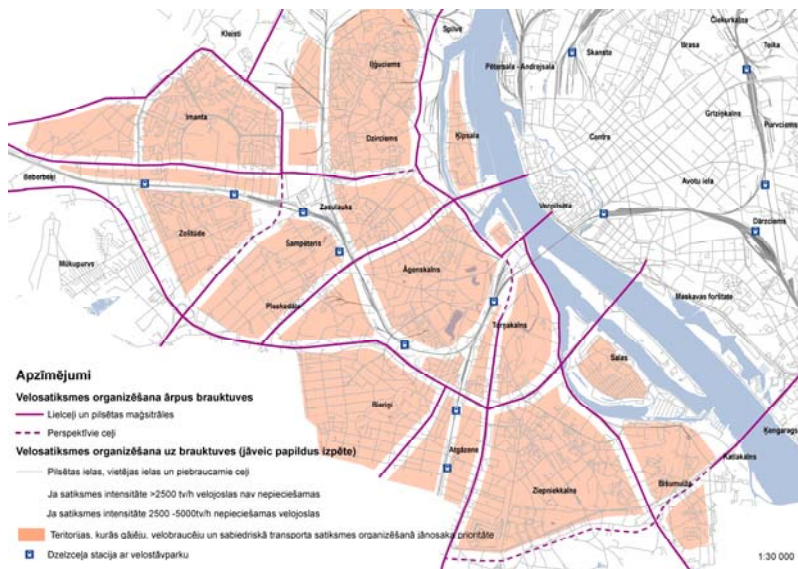 Kleisti
Spilve
Čiekurkalns
Iļģuciems
Pētersala - Andrejsala
Skanste
Brasa
Teika
Imanta
Dzirciems
Ķīpsala
Centrs
Grīziņkalns
Purvciems
Bieberbeķi
Zasulauks
Vecpilsēta
Avotu iela
Zolitūde
Šampēteris
Dārzciems
Mūkupurvs
Āgenskalns
Pleskodāle
Maskavas forštate
Torņakalns
Salas
Apzīmējumi
Velosatiksmes organizēšana ārpus brauktuves
Lielceļi un pilsētas maģistrāles
Bieriņi
Perspektīvie ceļi
Ķengarags
Velosatiksmes organizēšana uz brauktuves (jāveic papildus izpēte)
Atgāzene
Katlakalns
Pilsētas ielas, vietējas ielas un piebraucamie ceļi
Bišumuiža
Ja satiksmes intensitāte >2500 tv/h velojoslas nav nepieciešamas
Ziepniekkalns
Ja satiksmes intensitāte 2500 -5000tv/h nepieciešamas velojoslas
Teritorijas, kurās gājēju, velobraucēju un sabiedriskā transporta satiksmes organizēšanā jānosaka prioritāte
Dzelzceļa stacija ar velostāvparku
1:30 000